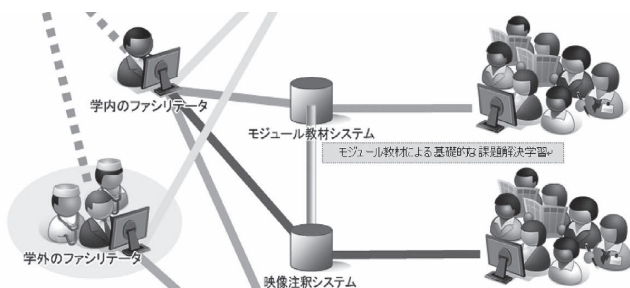 学内のファシリテータ
モジュール教材システム
モジュール教材による基礎的な課題解決学習
学外のファシリテータ
映像注釈システム